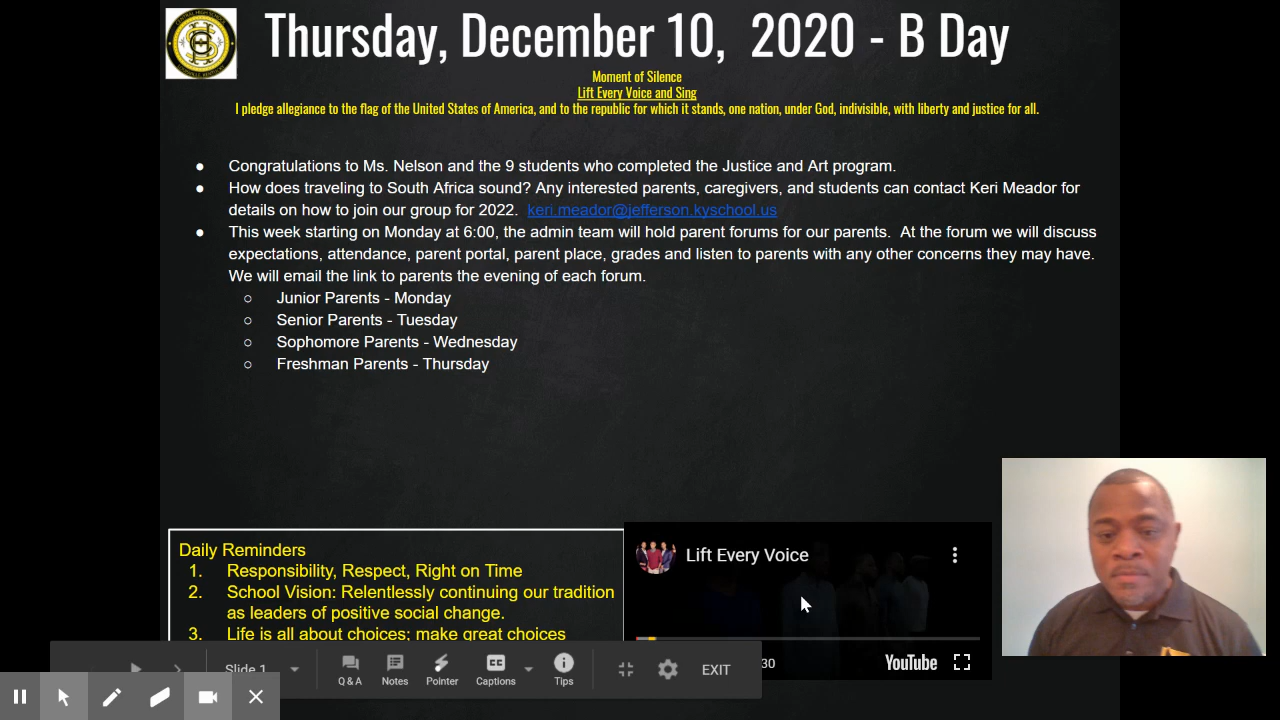 Thursday, December 10, 2020 - B Day
Moment of Silence
Lift Every Voice and Sing
I pledge allegiance to the flag of the United States of America, and to the republic for which it stands, one nation, under God, indivisible, with liberty and justice for all.
● Congratulations to Ms. Nelson and the 9 students who completed the Justice and Art program.
● How does traveling to South Africa sound? Any interested parents, caregivers, and students can contact Keri Meador for
details on how to join our group for 2022. keri.meador@jefferson.kyschool.us
● This week starting on Monday at 6:00, the admin team will hold parent forums for our parents. At the forum we will discuss
expectations, attendance, parent portal, parent place, grades and listen to parents with any other concerns they may have.
We will email the link to parents the evening of each forum.
○ Junior Parents - Monday
○ Senior Parents - Tuesday
○ Sophomore Parents - Wednesday
○ Freshman Parents - Thursday
Daily Reminders
1. Responsibility, Respect, Right on Time
2. School Vision: Relentlessly continuing our tradition
as leaders of positive social change.
3. Life is all about choices; make great choices
Lift Every Voice
30
YouTube
Slide 1
Q & A
Notes
Pointer
CC
Captions
Tips
EXIT